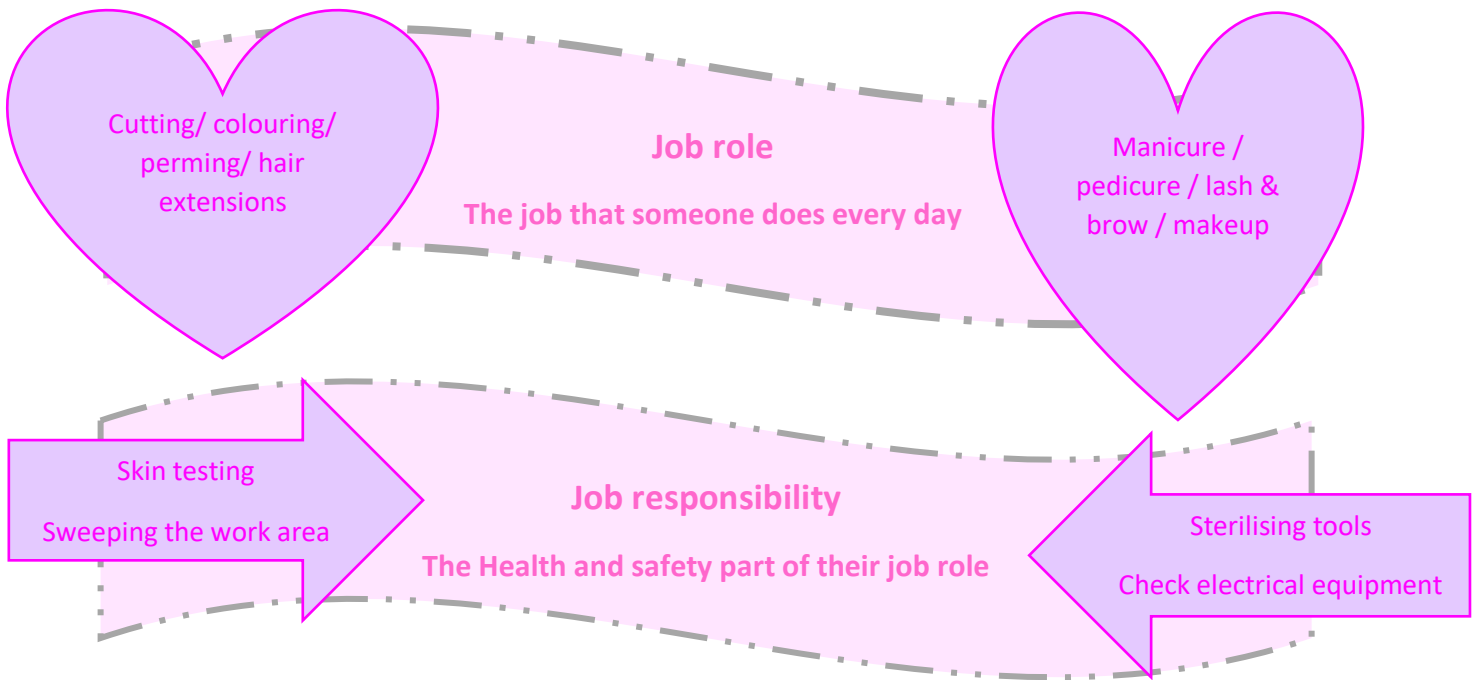 Cutting/ colouring/
perming/ hair
extensions
Job role
The job that someone does every day
Manicure /
pedicure / lash &
brow / makeup
Skin testing
Sweeping the work area
Job responsibility
The Health and safety part of their job role
Sterilising tools
Check electrical equipment